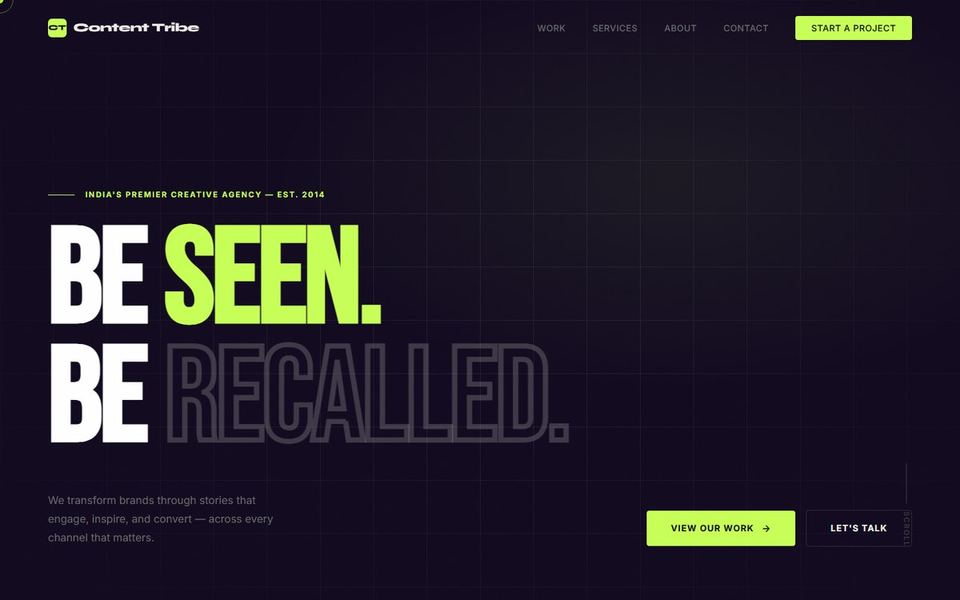 CT Content Tribe
WORK SERVICES ABOUT CONTACT START A PROJECT
INDIA'S PREMIER CREATIVE AGENCY — EST. 2014
BE SEEN.
BE RECALLED.
We transform brands through stories that
engage, inspire, and convert — across every
channel that matters.
VIEW OUR WORK →
LET'S TALK
SCROLL